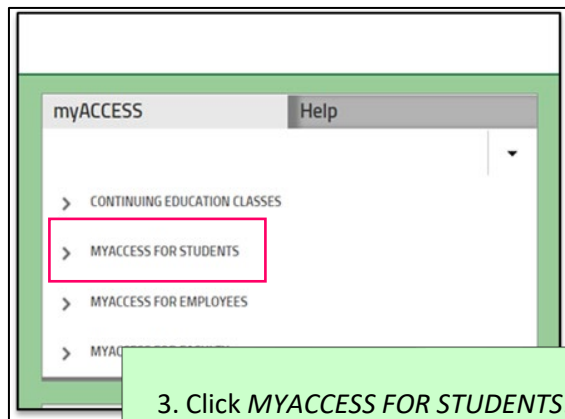 myACCESS Help
CONTINUING EDUCATION CLASSES
MYACCESS FOR STUDENTS
MYACCESS FOR EMPLOYEES
3. Click MYACCESS FOR STUDENTS